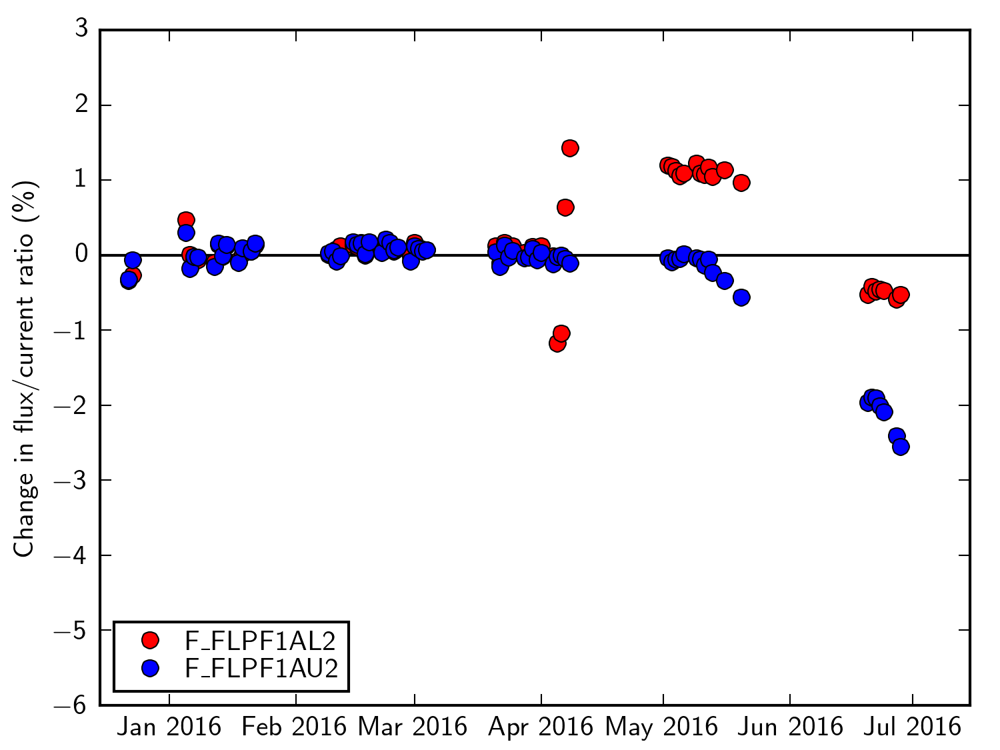 3
2
1
0
−1
−2
−3
−4
−5
−6
Change in flux/current ratio (%)
F_FLPF1AL2
F_FLPF1AU2
Jan 2016 Feb 2016 Mar 2016 Apr 2016 May 2016 Jun 2016 Jul 2016